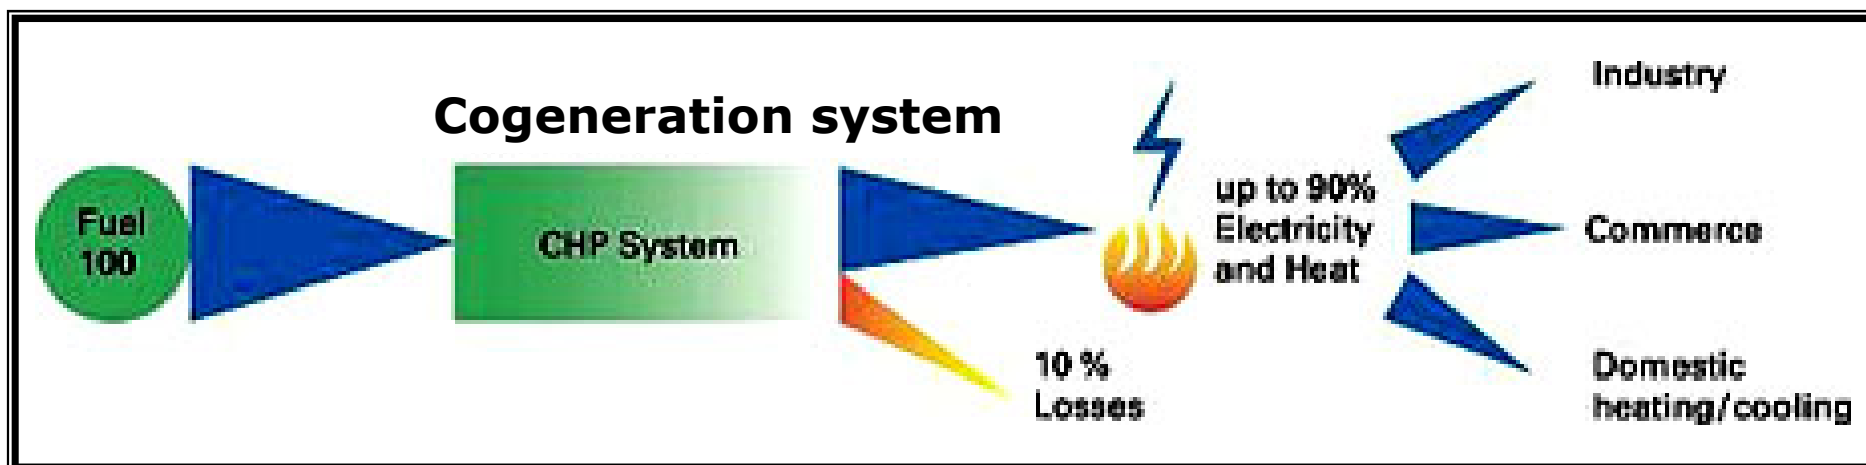 Cogeneration system
Fuel
100
CHP System
up to 90%
Electricity
and Heat
10 %
Losses
Industry
Commerce
Domestic
heating/cooling